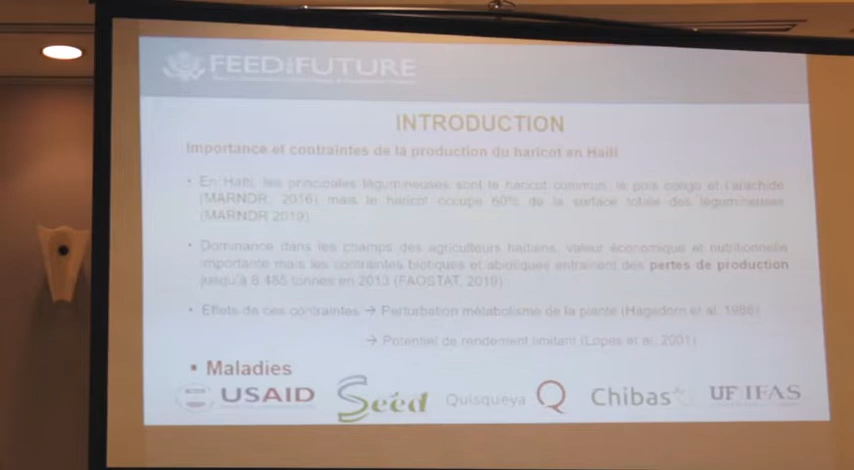 FEED THE FUTURE
INTRODUCTION
Importance et contraintes de la production du haricot en Haïti
• En Haïti, les principales légumineuses sont le haricot commun, le pois congo et l'arachide
(MARNDR, 2016) mais le haricot occupe 60% de la surface totale des légumineuses
(MARNDR 2019)
• Dominance dans les champs des agriculteurs haïtiens, valeur économique et nutritionnelle
importante mais les contraintes biotiques et abiotiques entrainent des pertes de production
jusqu'à 8 485 tonnes en 2013 (FAOSTAT, 2019)
• Effets de ces contraintes → Perturbation métabolisme de la plante (Hagedorn et al. 1986)
→ Potentiel de rendement limitant (Lopes et al. 2001)
▪ Maladies
USAID Seed Quisqueya Q Chibas UF IFAS